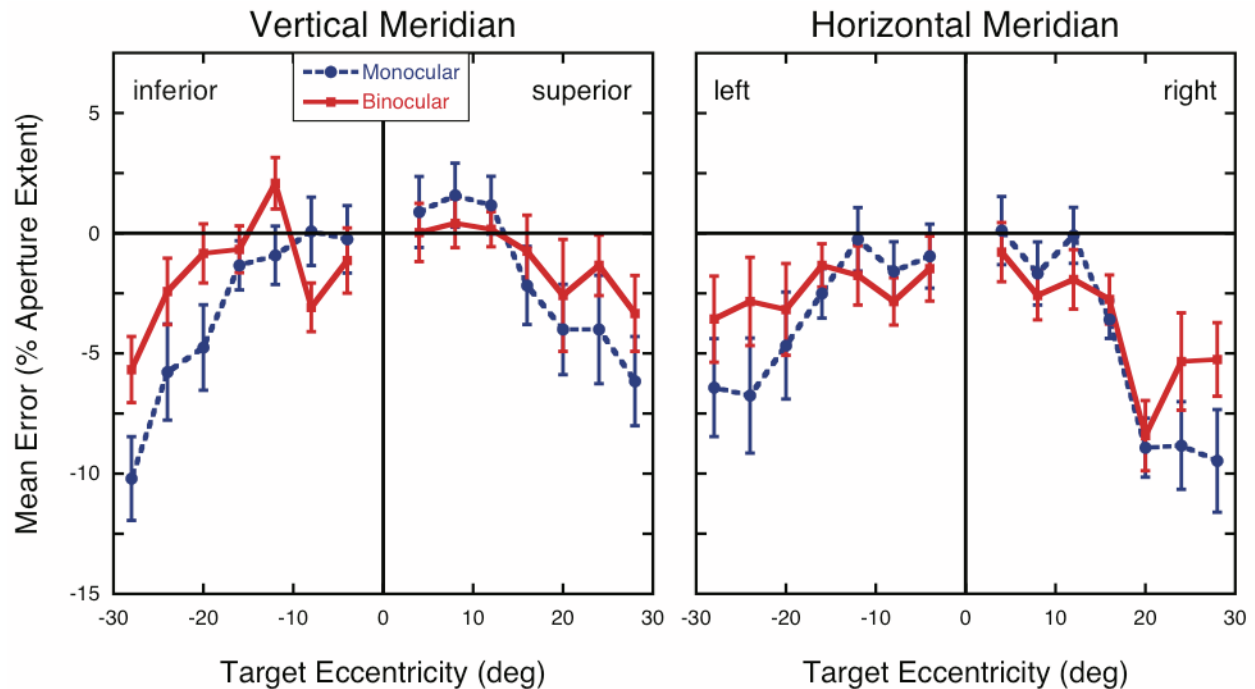 Vertical Meridian
Horizontal Meridian
Monocular
Binocular
inferior
superior
left
right
Mean Error (% Aperture Extent)
5
0
-5
-10
-15
-30
-20
-10
0
10
20
30
-30
-20
-10
0
10
20
30
Target Eccentricity (deg)
Target Eccentricity (deg)